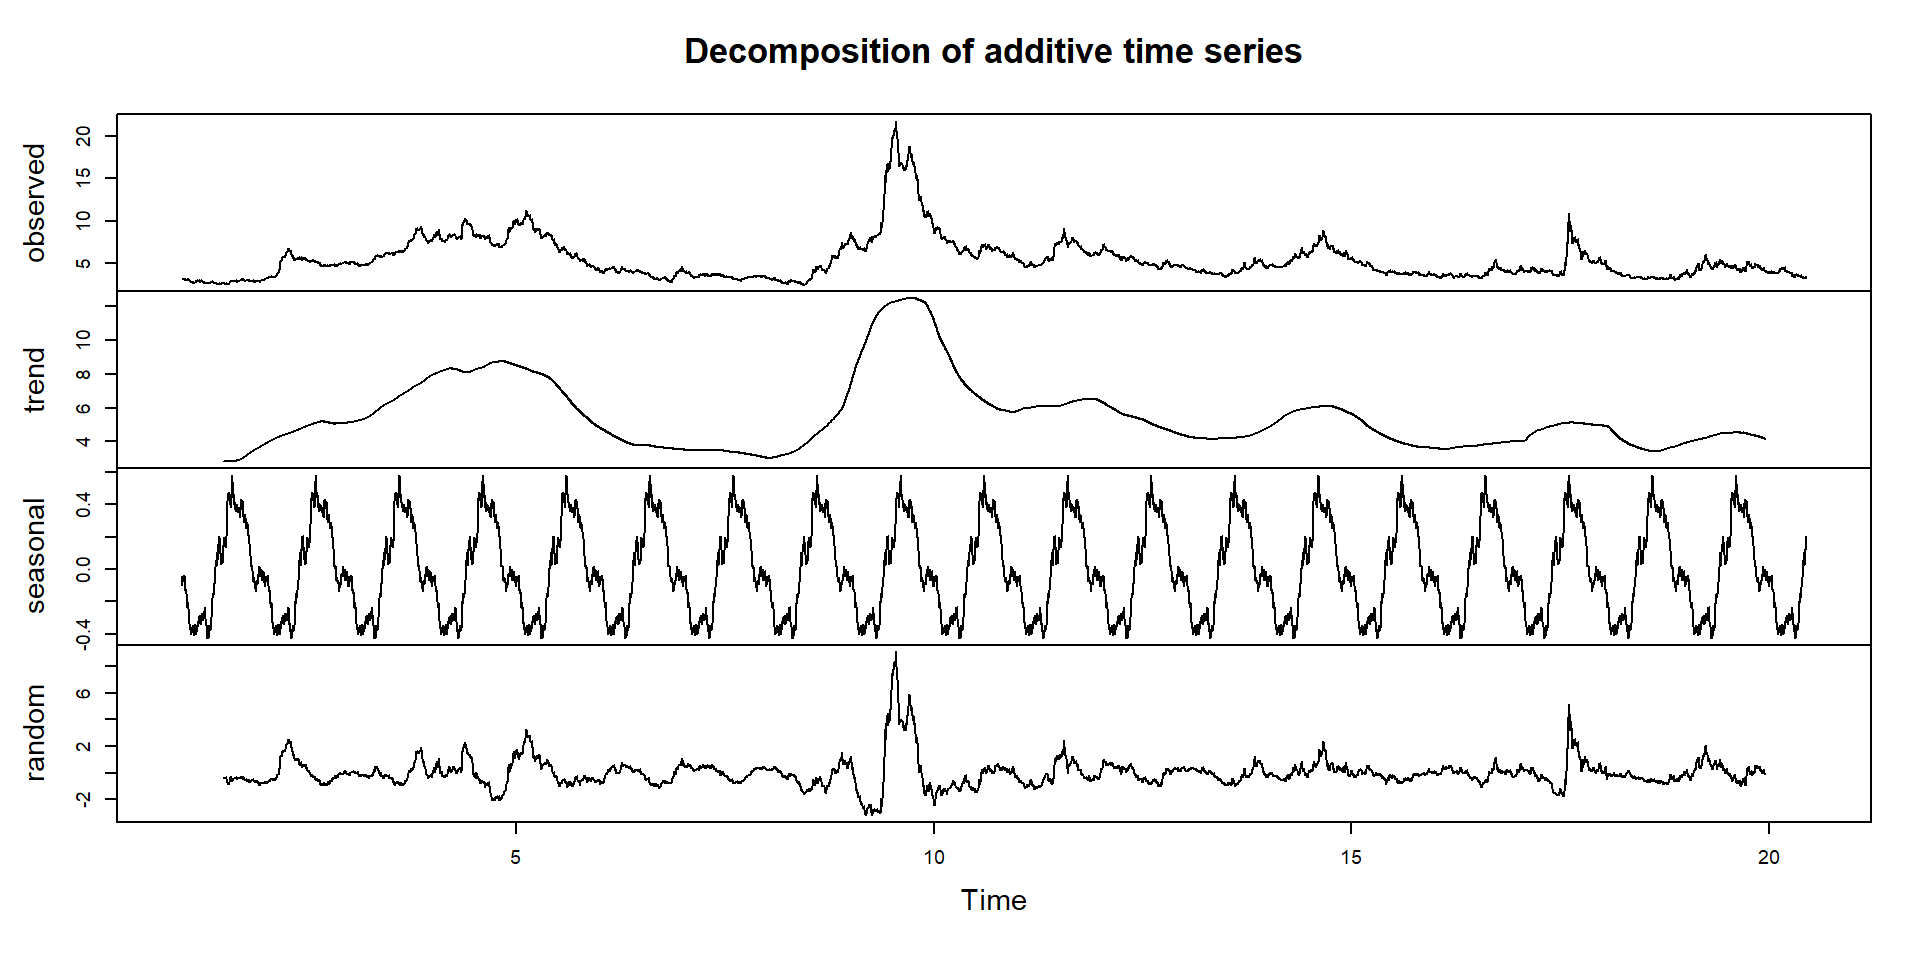 Decomposition of additive time series
observed
5 10 15 20
trend
4 6 8 10
seasonal
-0.4 0.0 0.4
random
-2 2 6
5 10 15 20
Time